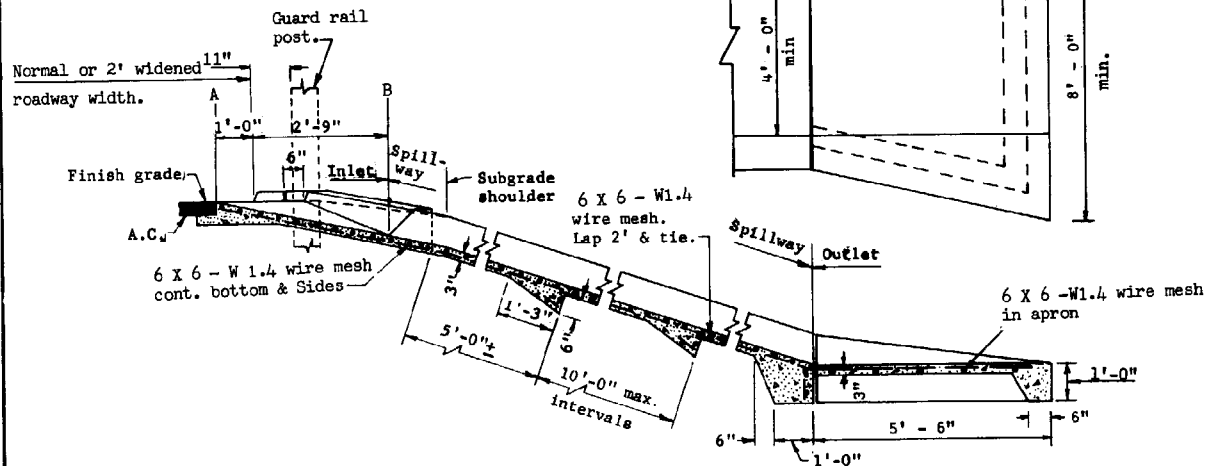 Guard rail
post.
Normal or 2' widened
11"
roadway width.
A
B
1'-0"
2'-9"
6"
Inlet
Spill-
way
Finish grade
Subgrade
shoulder
A.C.
6 X 6 - W 1.4 wire mesh
cont. bottom & Sides
6 X 6 - W1.4
wire mesh.
Lap 2' & tie.
3"
1'-3"
6"
5'-0"±
10'-0" max.
intervals
Spillway
Outlet
6 X 6 -W1.4 wire mesh
in apron
3"
1'-0"
6"
5' - 6"
6"
1'-0"
4' - 0"
min
8' - 0"
min.